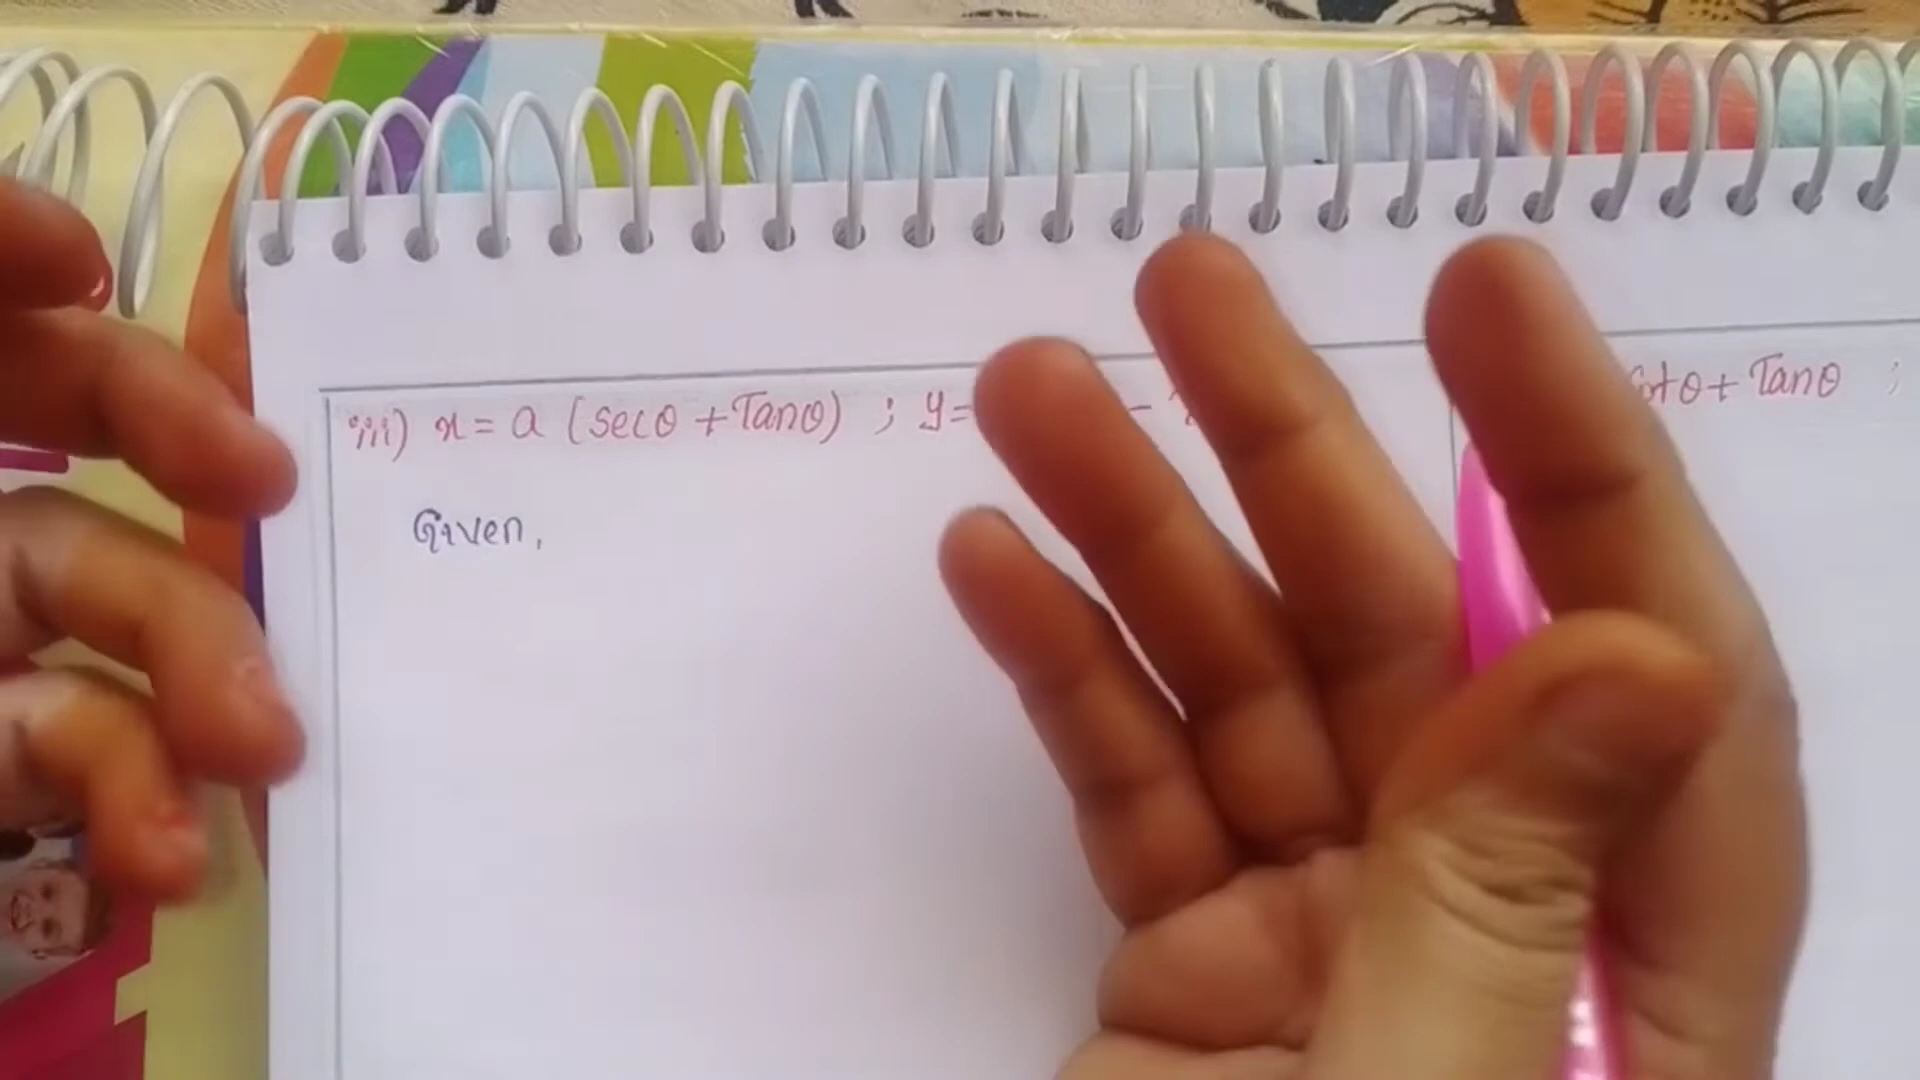 iii) x = a (secθ + Tanθ) ; y = −
cotθ + Tanθ ;
Given,